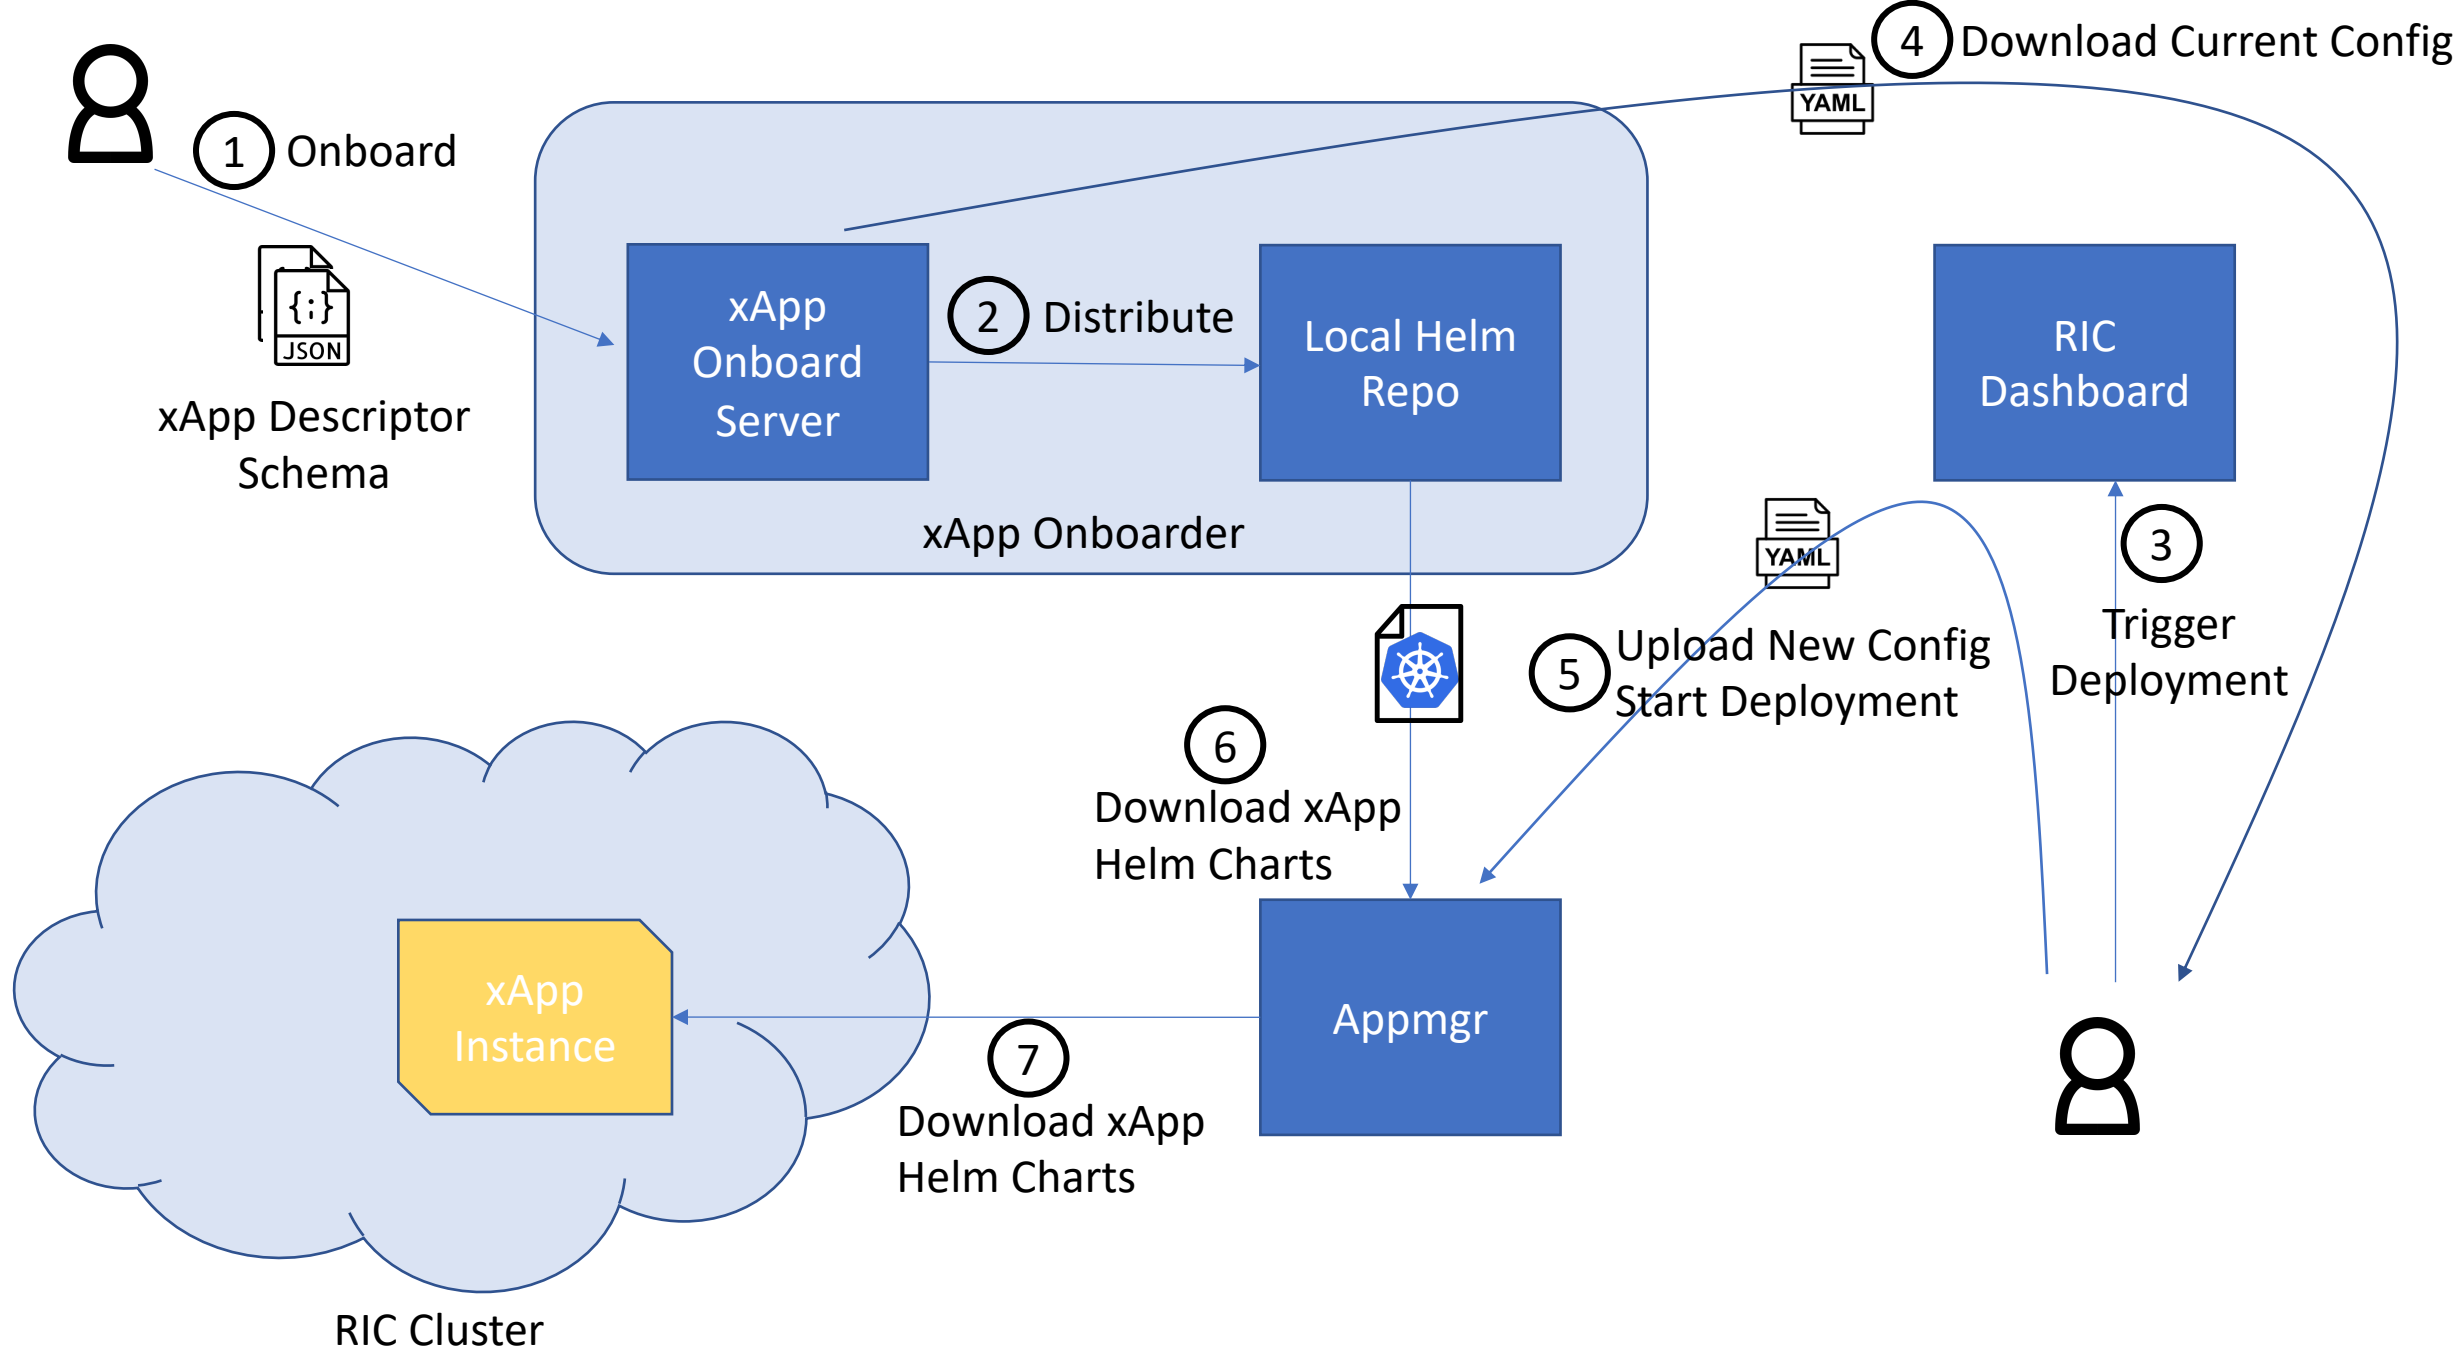 4 Download Current Config
YAML
1 Onboard
{;}
JSON
xApp Descriptor
Schema
xApp
Onboard
Server
2 Distribute
Local Helm
Repo
xApp Onboarder
RIC
Dashboard
3
Trigger
Deployment
YAML
5
Upload New Config
Start Deployment
6
Download xApp
Helm Charts
Appmgr
7
Download xApp
Helm Charts
xApp
Instance
RIC Cluster